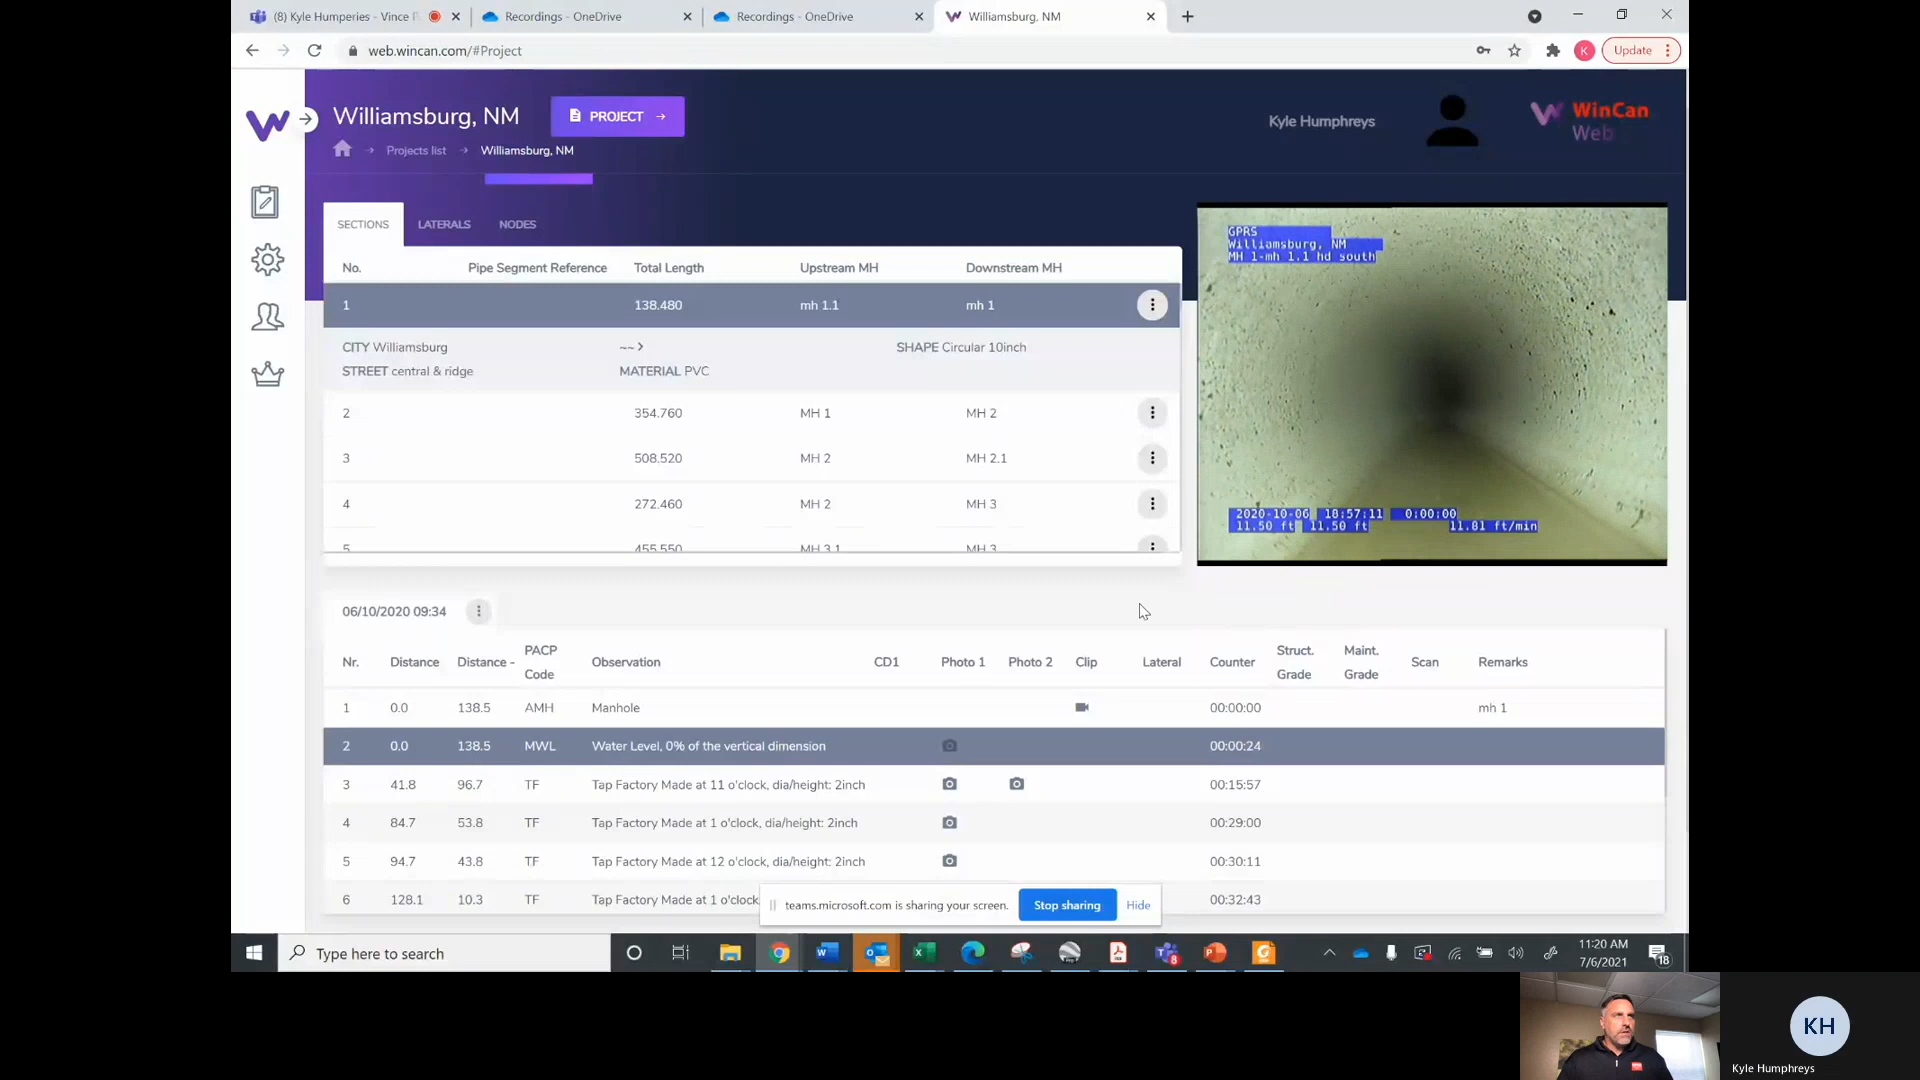 (8) Kyle Humperies - Vince
Recordings - OneDrive
Recordings - OneDrive
Williamsburg, NM
web.wincan.com/#Project
K
Update
Williamsburg, NM
PROJECT
Kyle Humphreys
WinCan
Web
Projects list
Williamsburg, NM
SECTIONS
LATERALS
NODES
No.
Pipe Segment Reference
Total Length
Upstream MH
Downstream MH
1
138.480
mh 1.1
mh 1
CITY Williamsburg
~~ >
SHAPE Circular 10inch
STREET central & ridge
MATERIAL PVC
2
354.760
MH 1
MH 2
3
508.520
MH 2
MH 2.1
4
272.460
MH 2
MH 3
5
455.550
MH 3.1
MH 3
GPRS
Williamsburg, NM
MH 1-mh 1.1 hd south
2020-10-06 18:57:11 0:00:00
11.50 ft 11.50 ft 11.81 ft/min
06/10/2020 09:34
Nr.
Distance
Distance -
PACP
Code
Observation
CD1
Photo 1
Photo 2
Clip
Lateral
Counter
Struct.
Grade
Maint.
Grade
Scan
Remarks
1
0.0
138.5
AMH
Manhole
00:00:00
mh 1
2
0.0
138.5
MWL
Water Level, 0% of the vertical dimension
00:00:24
3
41.8
96.7
TF
Tap Factory Made at 11 o'clock, dia/height: 2inch
00:15:57
4
84.7
53.8
TF
Tap Factory Made at 1 o'clock, dia/height: 2inch
00:29:00
5
94.7
43.8
TF
Tap Factory Made at 12 o'clock, dia/height: 2inch
00:30:11
6
128.1
10.3
TF
Tap Factory Made at 1 o'clock,
00:32:43
teams.microsoft.com is sharing your screen.
Stop sharing
Hide
Type here to search
8
11:20 AM
7/6/2021
18
KH
Kyle Humphreys